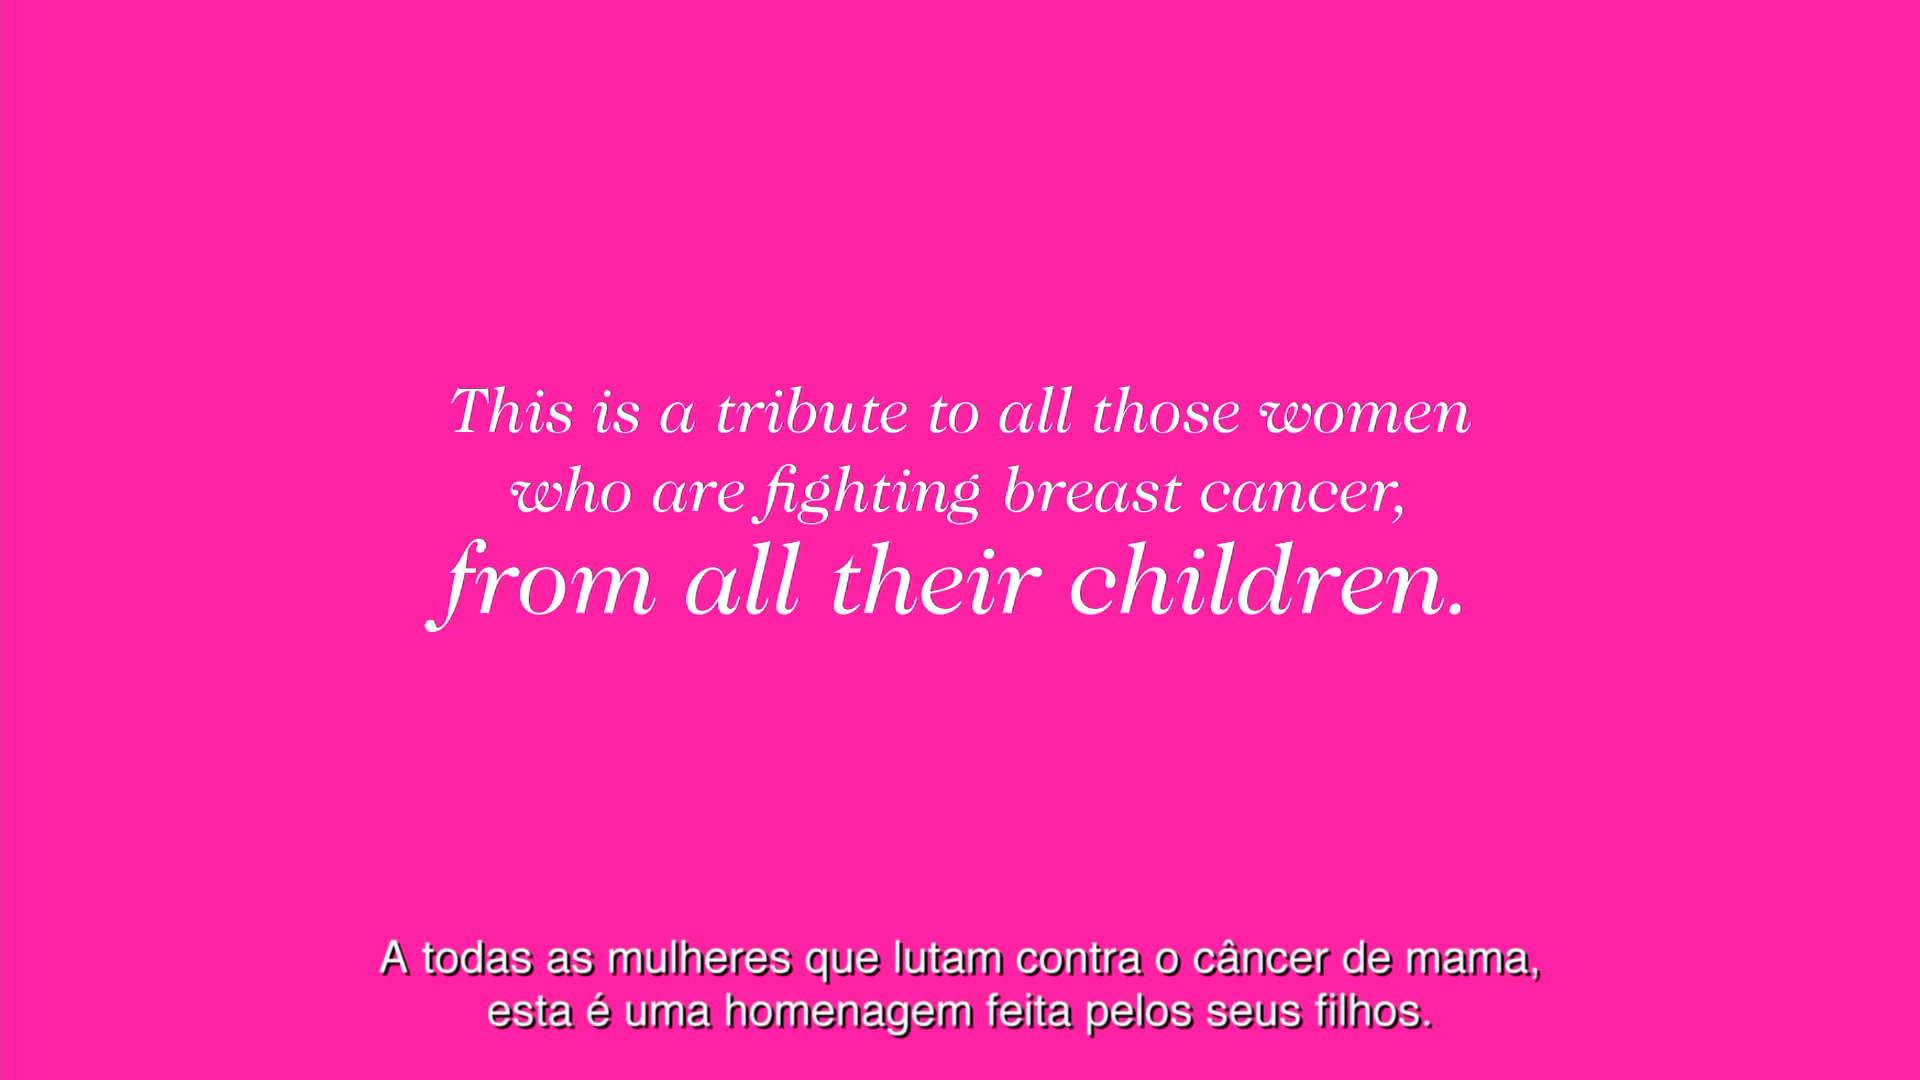 This is a tribute to all those women
who are fighting breast cancer,
from all their children.
A todas as mulheres que lutam contra o câncer de mama,
esta é uma homenagem feita pelos seus filhos.